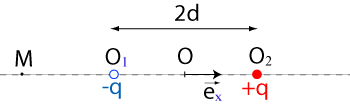 2d
M O₁ O O₂
-q e⃗ₓ +q